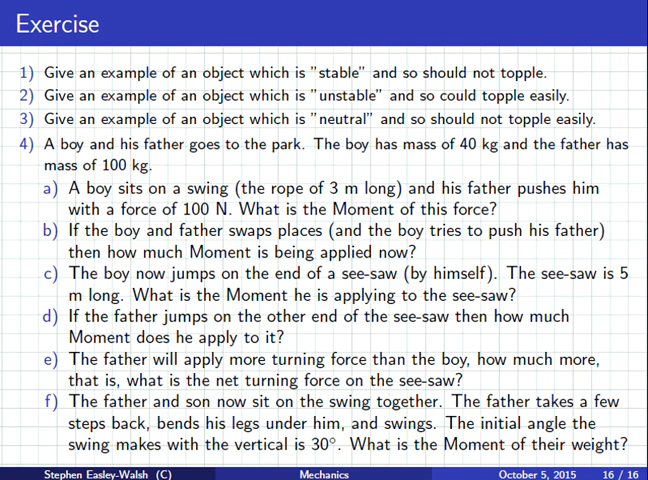 Exercise
1) Give an example of an object which is "stable" and so should not topple.
2) Give an example of an object which is "unstable" and so could topple easily.
3) Give an example of an object which is "neutral" and so should not topple easily.
4) A boy and his father goes to the park. The boy has mass of 40 kg and the father has
mass of 100 kg.
a) A boy sits on a swing (the rope of 3 m long) and his father pushes him
with a force of 100 N. What is the Moment of this force?
b) If the boy and father swaps places (and the boy tries to push his father)
then how much Moment is being applied now?
c) The boy now jumps on the end of a see-saw (by himself). The see-saw is 5
m long. What is the Moment he is applying to the see-saw?
d) If the father jumps on the other end of the see-saw then how much
Moment does he apply to it?
e) The father will apply more turning force than the boy, how much more,
that is, what is the net turning force on the see-saw?
f) The father and son now sit on the swing together. The father takes a few
steps back, bends his legs under him, and swings. The initial angle the
swing makes with the vertical is 30°. What is the Moment of their weight?
Stephen Easley-Walsh (C) Mechanics October 5, 2015 16 / 16